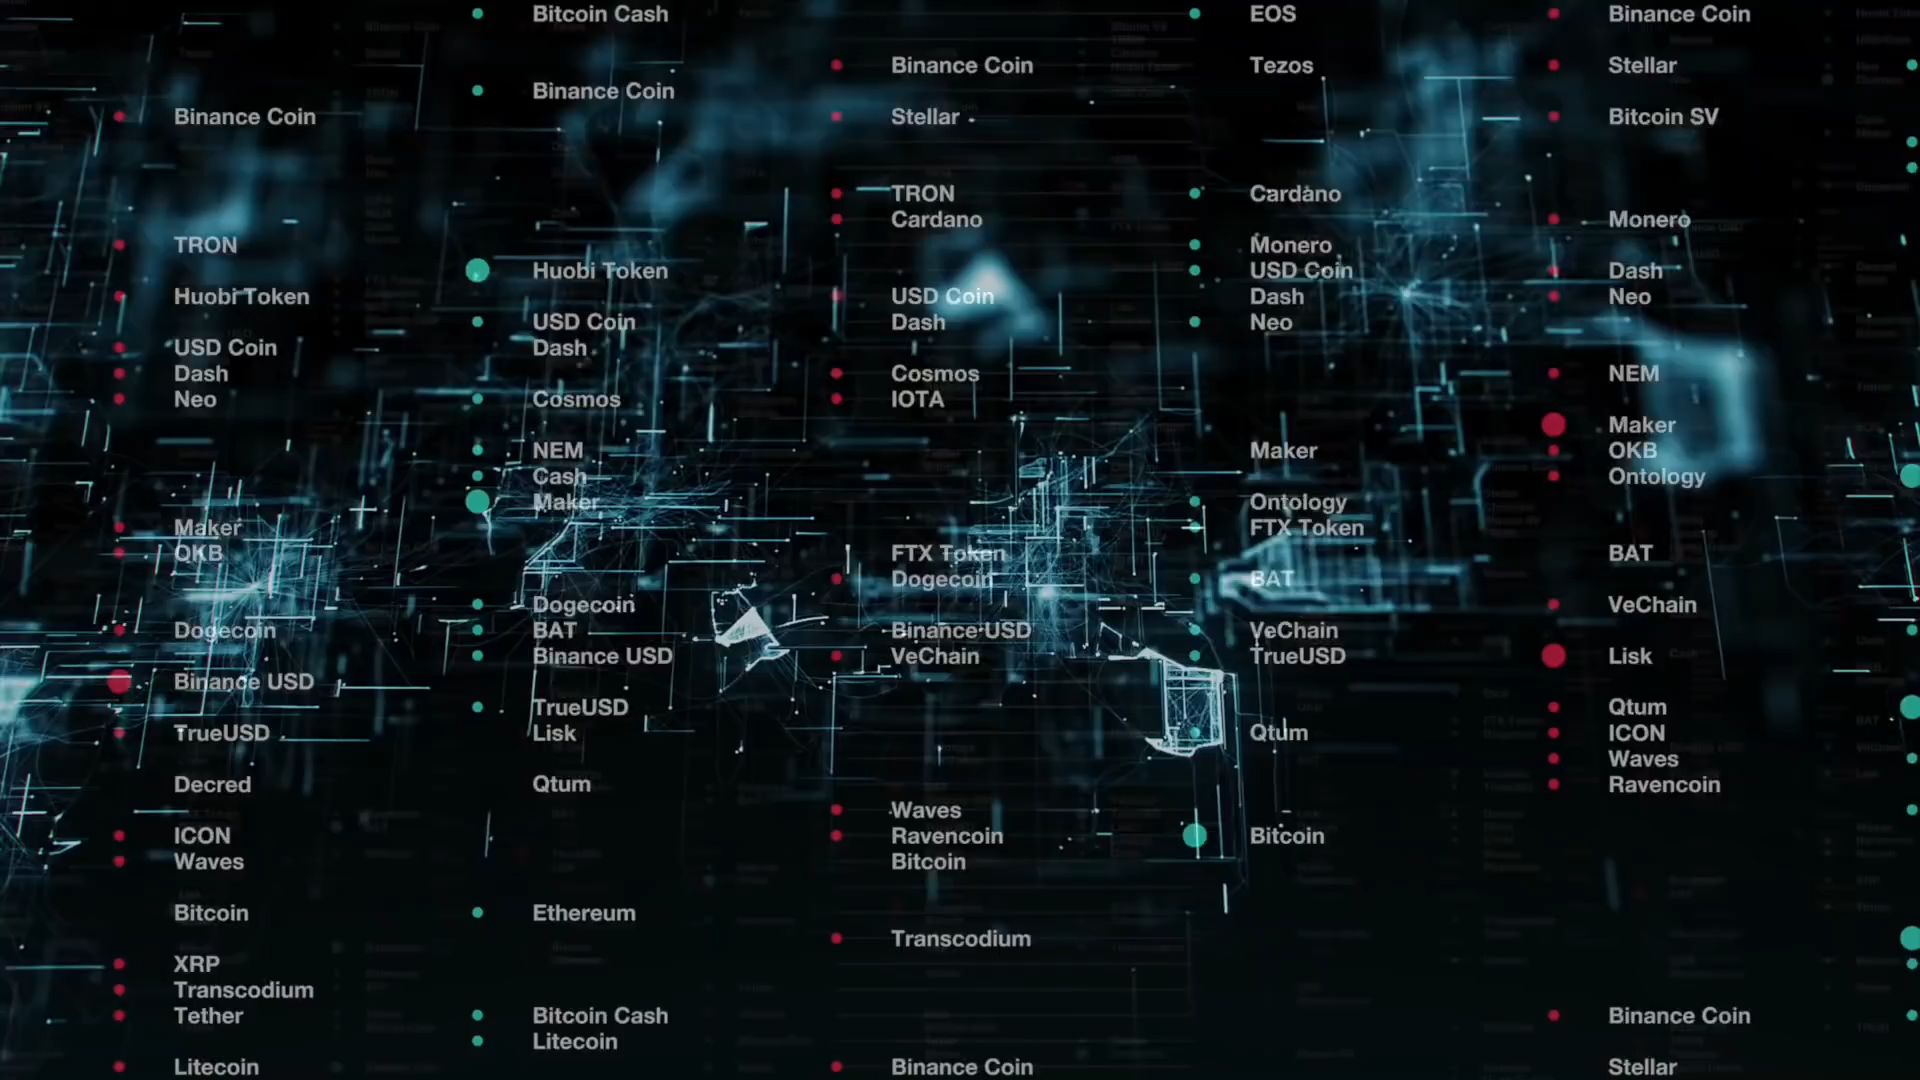 Binance Coin
TRON
Huobi Token
USD Coin
Dash
Neo
Maker
OKB
Dogecoin
Binance USD
TrueUSD
Decred
ICON
Waves
Bitcoin
XRP
Transcodium
Tether
Litecoin
Bitcoin Cash
Binance Coin
Huobi Token
USD Coin
Dash
Cosmos
NEM
Cash
Maker
Dogecoin
BAT
Binance USD
TrueUSD
Lisk
Qtum
Ethereum
Bitcoin Cash
Litecoin
Binance Coin
Stellar
TRON
Cardano
USD Coin
Dash
Cosmos
IOTA
FTX Token
Dogecoin
Binance USD
VeChain
Waves
Ravencoin
Bitcoin
Transcodium
Binance Coin
EOS
Tezos
Cardano
Monero
USD Coin
Dash
Neo
Maker
Ontology
FTX Token
BAT
VeChain
TrueUSD
Qtum
Bitcoin
Binance Coin
Stellar
Bitcoin SV
Monero
Dash
Neo
NEM
Maker
OKB
Ontology
BAT
VeChain
Lisk
Qtum
ICON
Waves
Ravencoin
Binance Coin
Stellar